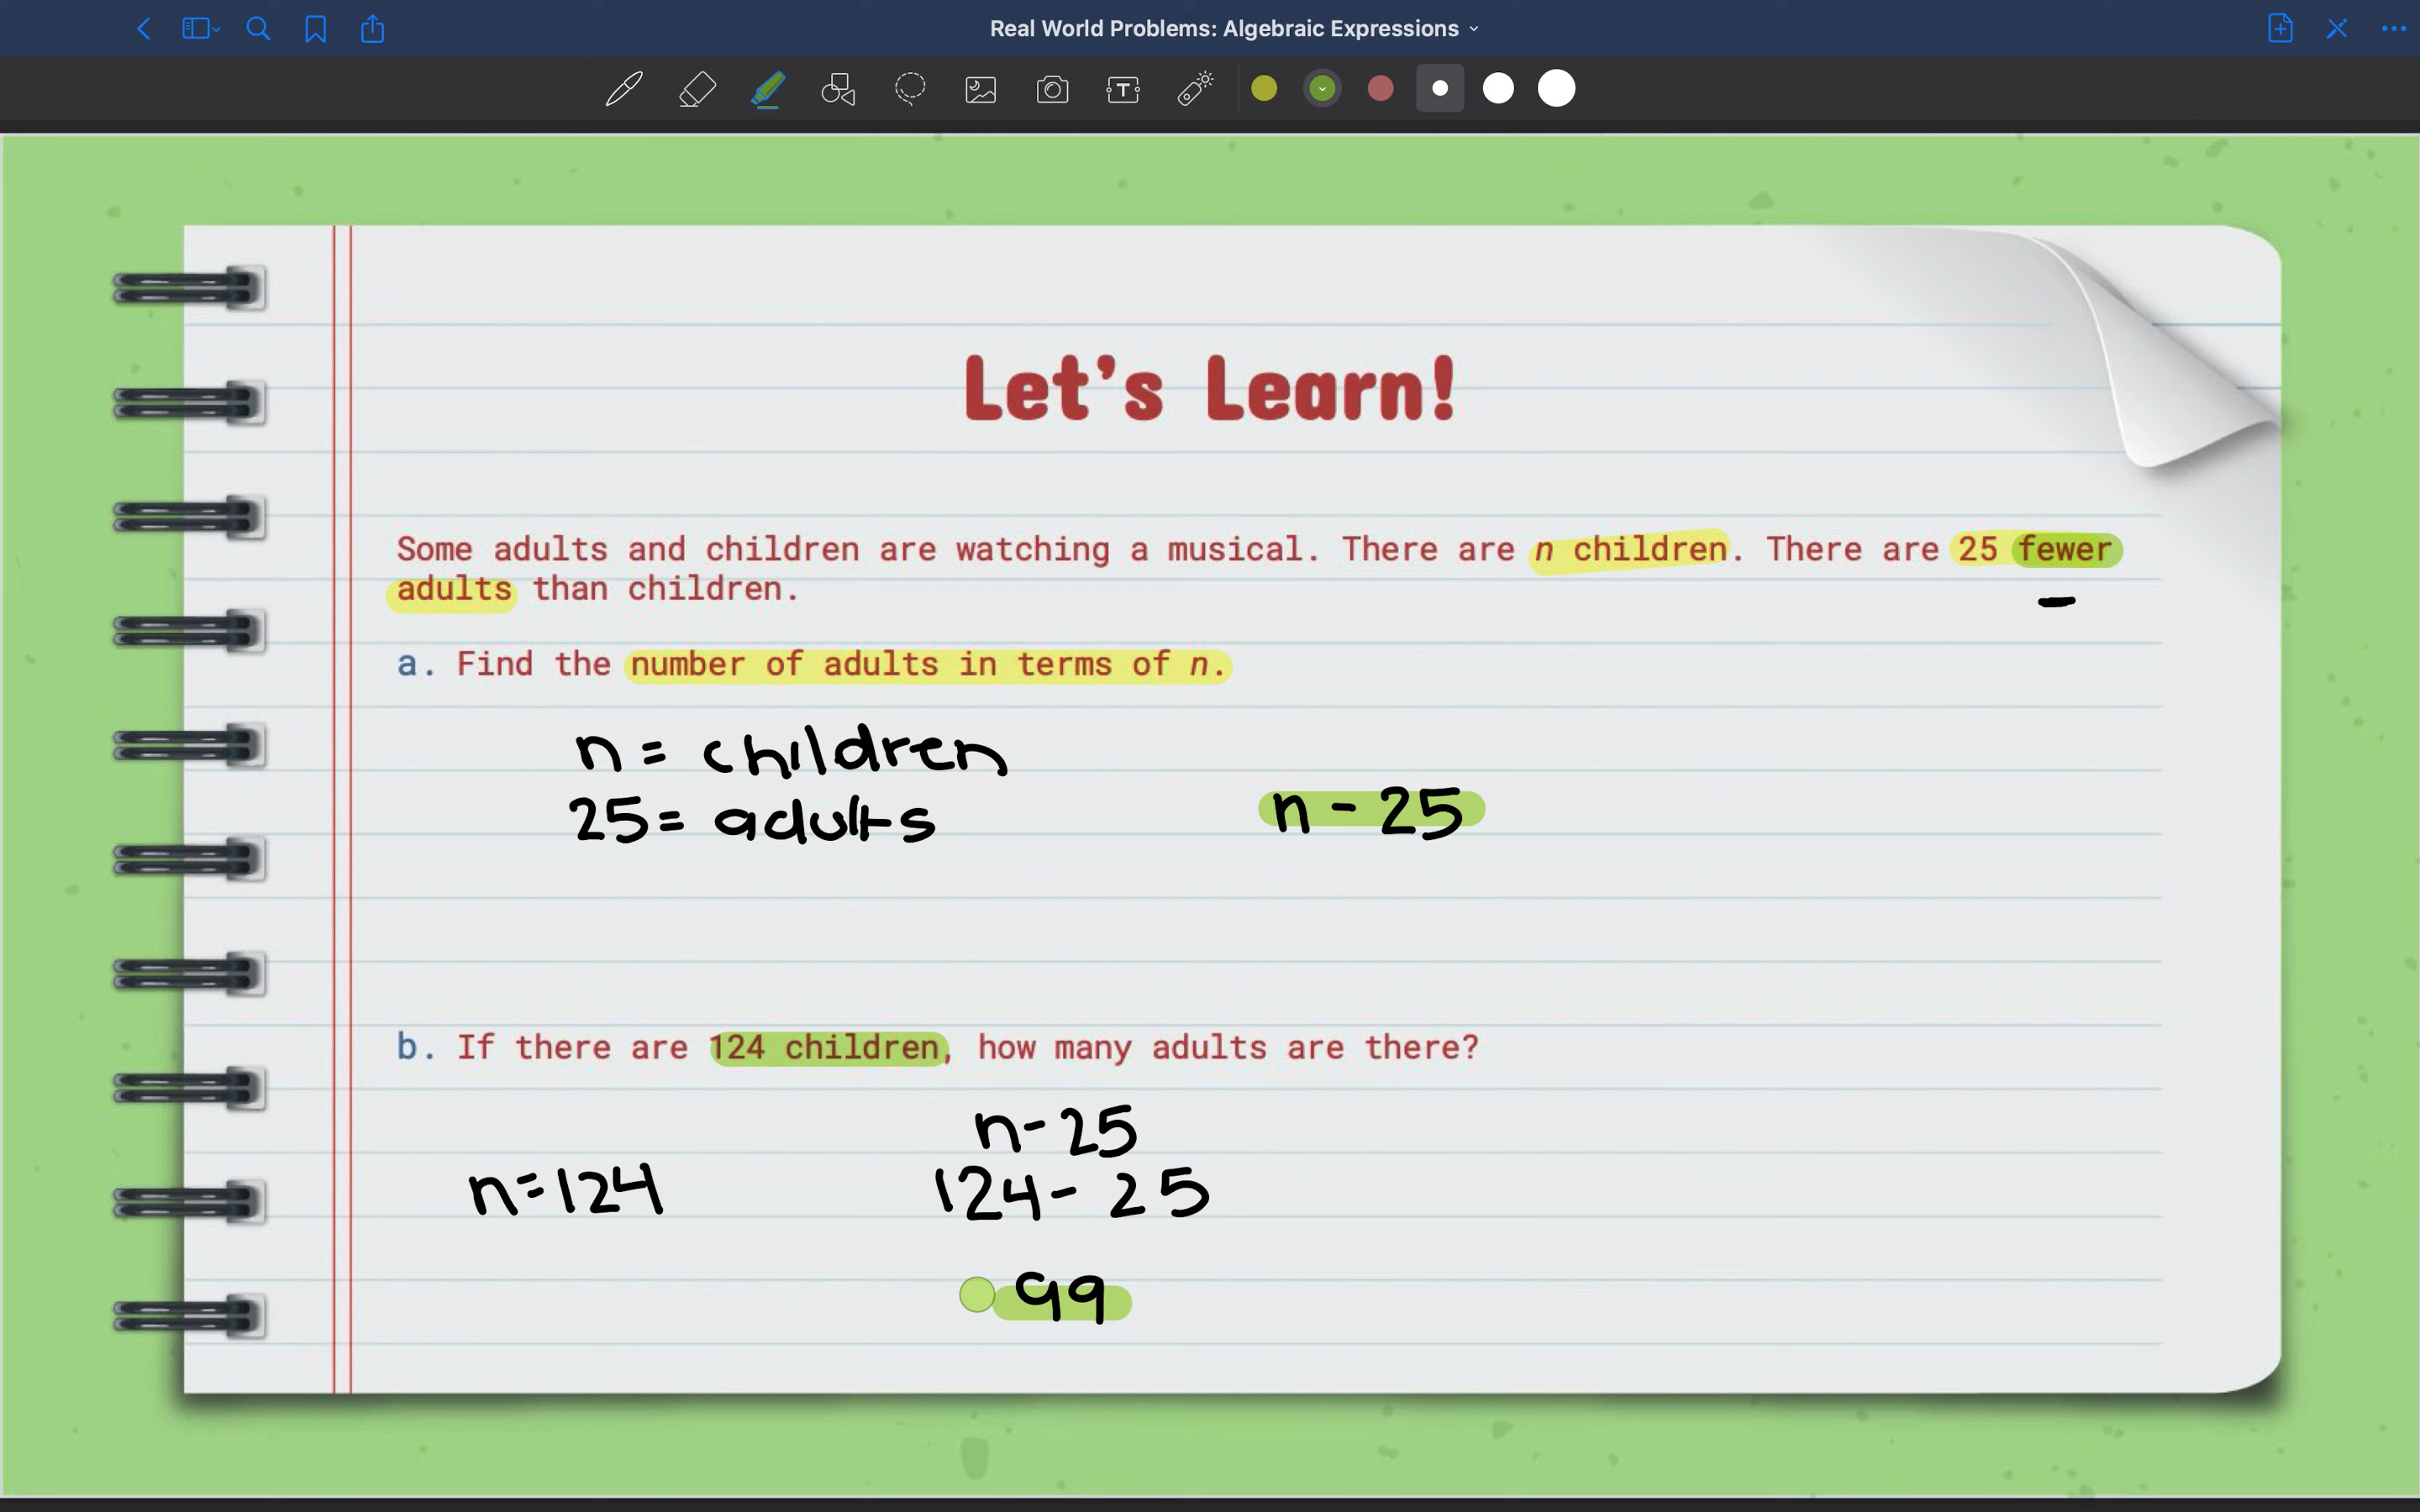 Real World Problems: Algebraic Expressions
T
Let's Learn!
Some adults and children are watching a musical. There are n children. There are 25 fewer
adults than children.
—
a. Find the number of adults in terms of n.
n = children
25 = adults
n - 25
b. If there are 124 children, how many adults are there?
n-25
n=124
124- 25
99